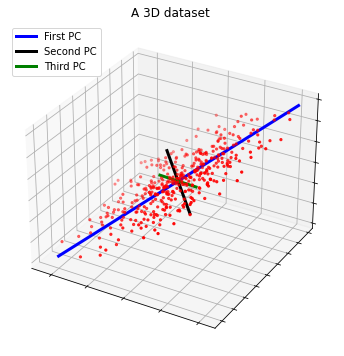 A 3D dataset
First PC
Second PC
Third PC